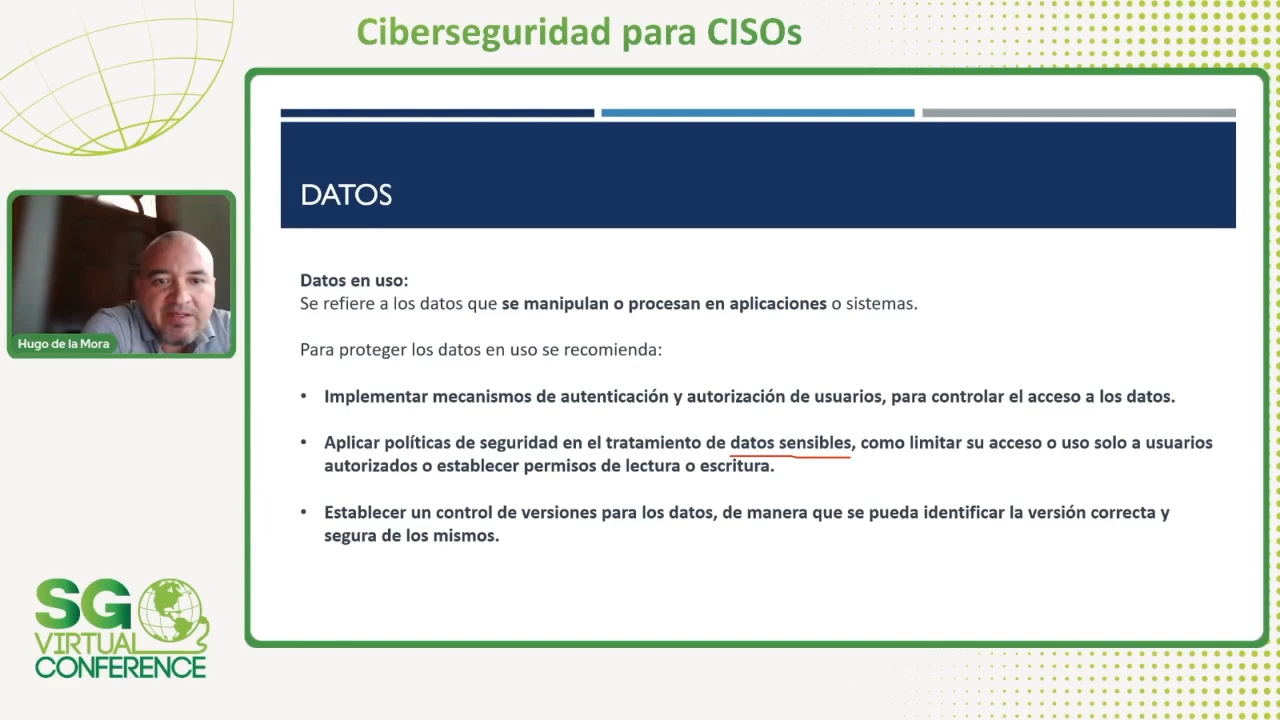 Ciberseguridad para CISOs
DATOS
Datos en uso:
Se refiere a los datos que se manipulan o procesan en aplicaciones o sistemas.
Para proteger los datos en uso se recomienda:
• Implementar mecanismos de autenticación y autorización de usuarios, para controlar el acceso a los datos.
• Aplicar políticas de seguridad en el tratamiento de datos sensibles, como limitar su acceso o uso solo a usuarios
autorizados o establecer permisos de lectura o escritura.
• Establecer un control de versiones para los datos, de manera que se pueda identificar la versión correcta y
segura de los mismos.
Hugo de la Mora
SG
VIRTUAL
CONFERENCE